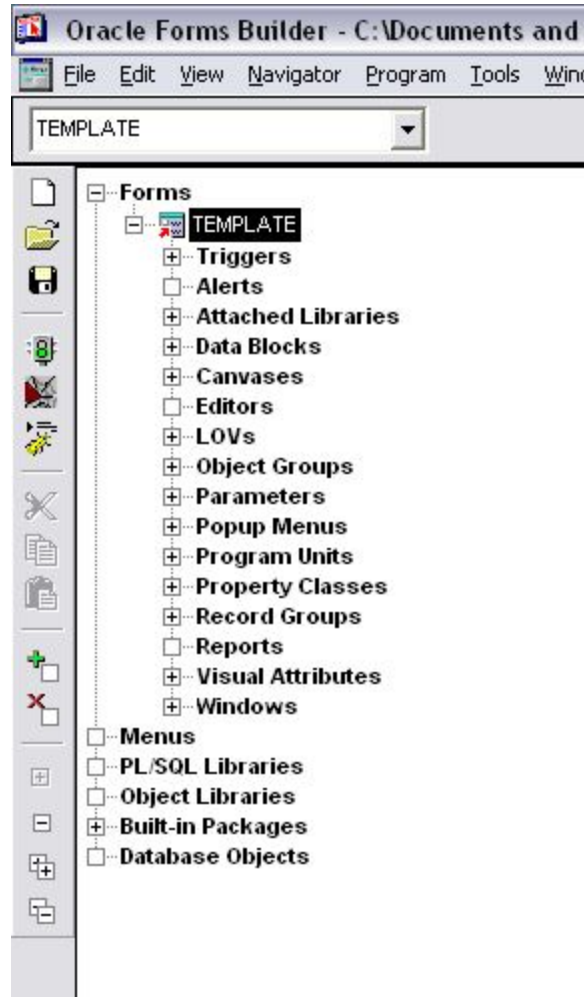 Oracle Forms Builder - C:\Documents and
File Edit View Navigator Program Tools
TEMPLATE
Forms
TEMPLATE
Triggers
Alerts
Attached Libraries
Data Blocks
Canvases
Editors
LOVs
Object Groups
Parameters
Popup Menus
Program Units
Property Classes
Record Groups
Reports
Visual Attributes
Windows
Menus
PL/SQL Libraries
Object Libraries
Built-in Packages
Database Objects